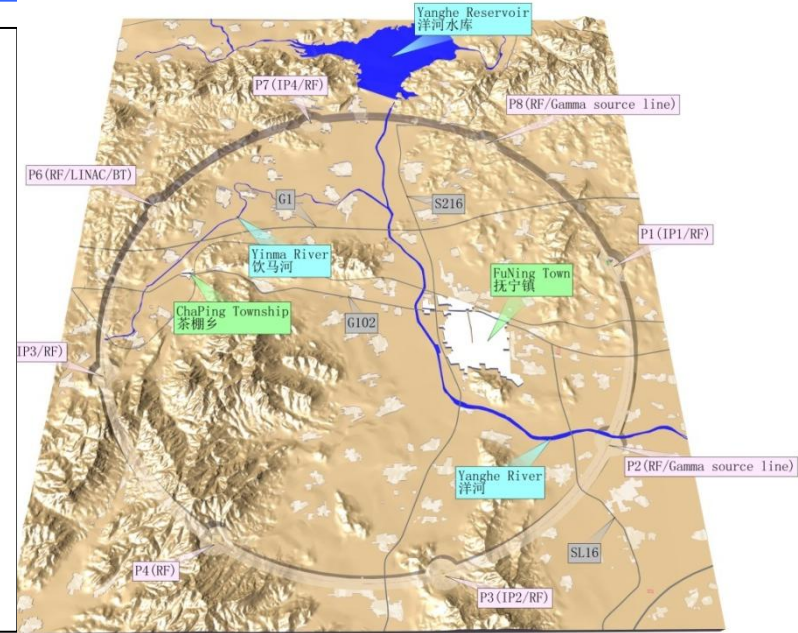 Yanghe Reservoir
洋河水库
P7(IP4/RF)
P8(RF/Gamma source line)
P6(RF/LINAC/BT)
G1
S216
P1(IP1/RF)
Yinma River
饮马河
FuNing Town
抚宁镇
ChaPing Township
茶棚乡
G102
IP3/RF)
P2(RF/Gamma source line)
Yanghe River
洋河
SL16
P4(RF)
P3(IP2/RF)